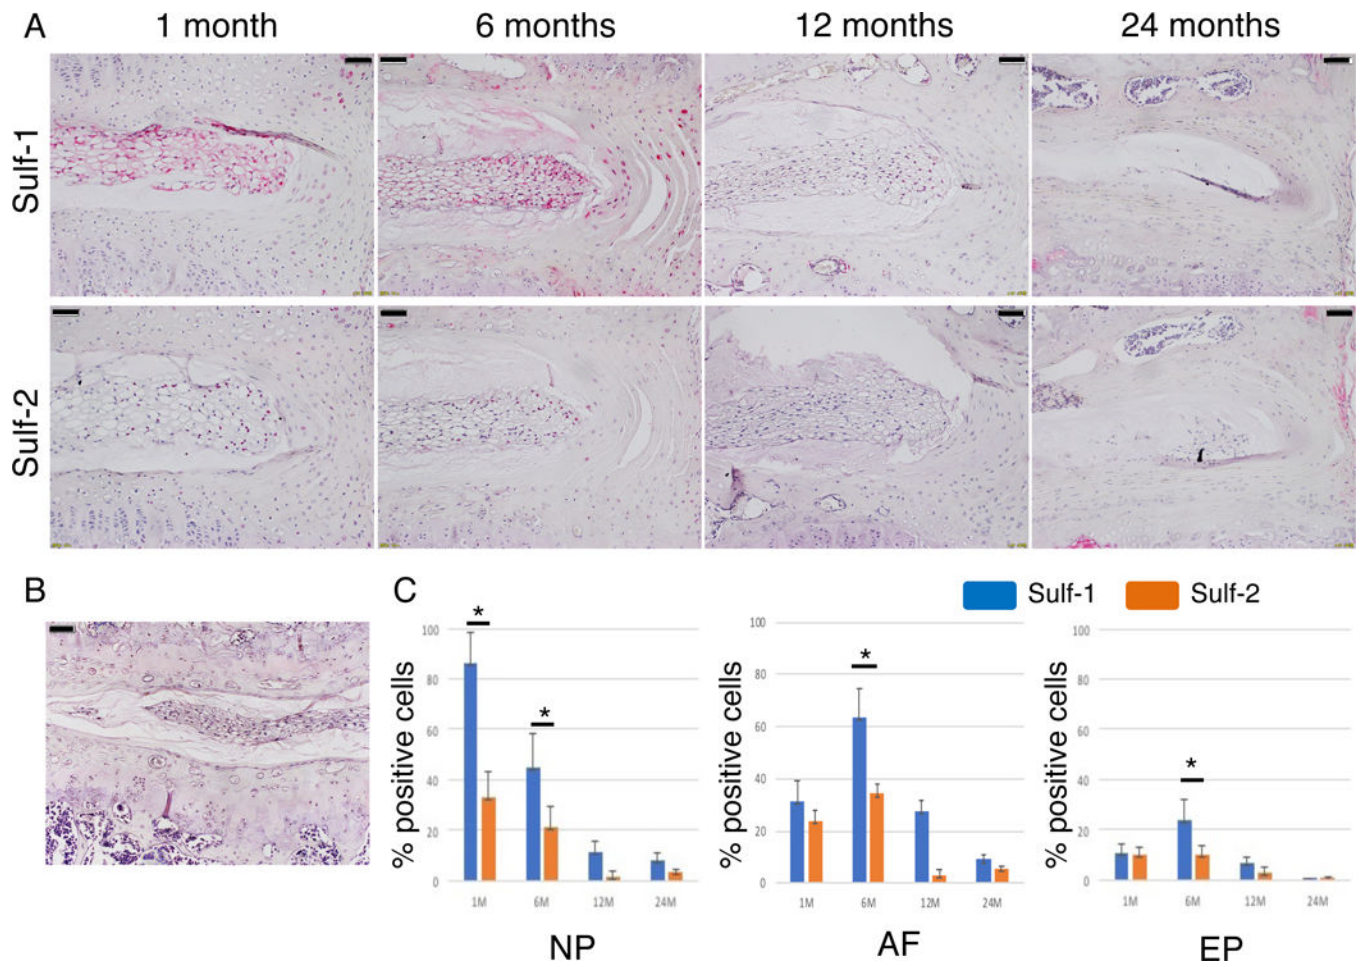 A
1 month
6 months
12 months
24 months
Sulf-1
Sulf-2
B
C
Sulf-1
Sulf-2
% positive cells
100
80
60
40
20
0
*
*
1M
6M
12M
24M
NP
% positive cells
100
80
60
40
20
0
*
1M
6M
12M
24M
AF
% positive cells
100
80
60
40
20
0
*
1M
6M
12M
24M
EP